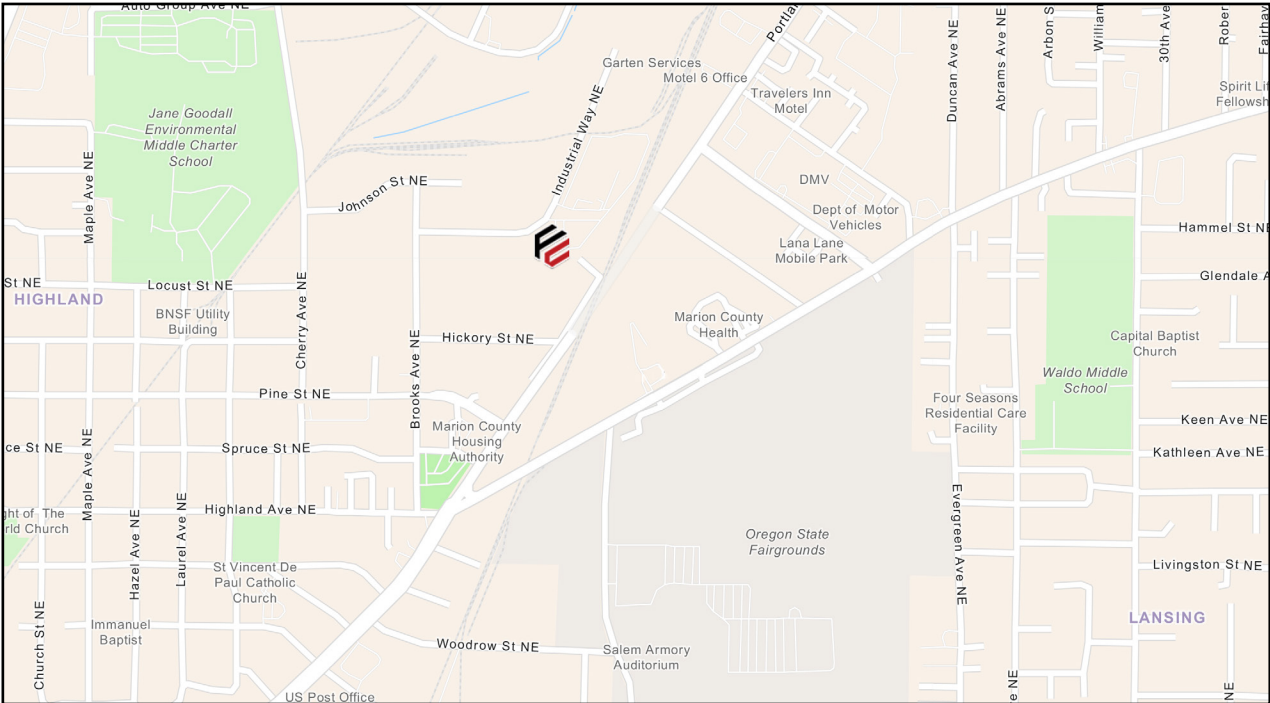 Auto Group Ave NE
Portlan
Duncan Ave NE
Abrams Ave NE
Arbon S
William
30th Ave
Rober
Fairhav
Garten Services
Motel 6 Office
Travelers Inn
Motel
Spirit Lif
Fellowsh
Jane Goodall
Environmental
Middle Charter
School
Industrial Way NE
Maple Ave NE
Johnson St NE
DMV
Dept of Motor
Vehicles
Lana Lane
Mobile Park
Hammel St NE
Glendale A
St NE
HIGHLAND
Locust St NE
BNSF Utility
Building
Cherry Ave NE
Brooks Ave NE
Hickory St NE
Marion County
Health
Capital Baptist
Church
Waldo Middle
School
Pine St NE
Four Seasons
Residential Care
Facility
Keen Ave NE
Kathleen Ave NE
Marion County
Housing
Authority
ce St NE
Spruce St NE
Maple Ave NE
Highland Ave NE
ght of The
rld Church
Hazel Ave NE
Laurel Ave NE
Evergreen Ave NE
Oregon State
Fairgrounds
St Vincent De
Paul Catholic
Church
Livingston St NE
LANSING
Immanuel
Baptist
Church St NE
Woodrow St NE
Salem Armory
Auditorium
US Post Office
e NE
NE